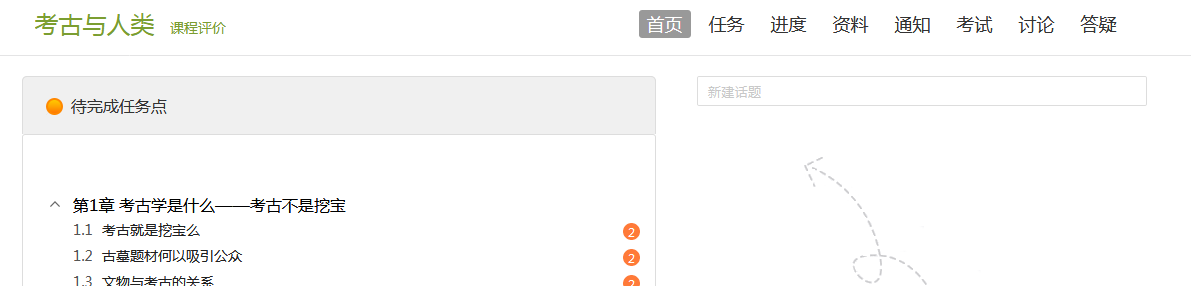 考古与人类 课程评价
首页 任务 进度 资料 通知 考试 讨论 答疑
待完成任务点
新建话题
第1章 考古学是什么——考古不是挖宝
1.1 考古就是挖宝么 2
1.2 古墓题材何以吸引公众 2
1.3 文物与考古的关系 2